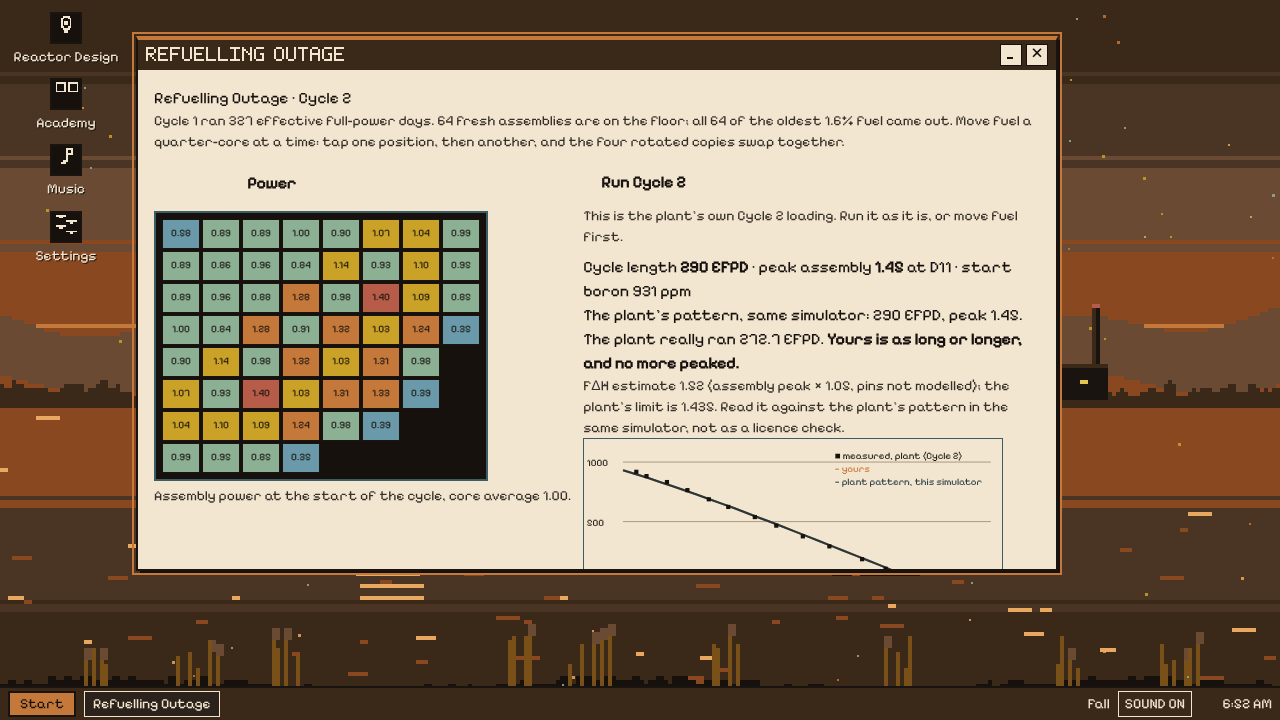 Reactor Design
Academy
Music
Settings
REFUELLING OUTAGE
Refuelling Outage · Cycle 2
Cycle 1 ran 327 effective full-power days. 64 fresh assemblies are on the floor; all 64 of the oldest 1.6% fuel came out. Move fuel a
quarter-core at a time: tap one position, then another, and the four rotated copies swap together.
Power
0.58 0.89 0.89 1.00 0.90 1.07 1.04 0.99
0.89 0.86 0.96 0.84 1.14 0.93 1.10 0.95
0.89 0.96 0.88 1.28 0.98 1.40 1.09 0.85
1.00 0.84 1.28 0.91 1.32 1.03 1.24 0.35
0.90 1.14 0.98 1.32 1.03 1.31 0.98
1.07 0.93 1.40 1.03 1.31 1.33 0.39
1.04 1.10 1.09 1.24 0.98 0.39
0.99 0.95 0.85 0.35
Assembly power at the start of the cycle, core average 1.00.
Run Cycle 2
This is the plant's own Cycle 2 loading. Run it as it is, or move fuel
first.
Cycle length 290 EFPD · peak assembly 1.45 at D11 · start
boron 931 ppm
The plant's pattern, same simulator: 290 EFPD, peak 1.45.
The plant really ran 272.7 EFPD. Yours is as long or longer,
and no more peaked.
FΔH estimate 1.52 (assembly peak × 1.05, pins not modelled); the
plant's limit is 1.435. Read it against the plant's pattern in the
same simulator, not as a licence check.
1000
500
■ measured, plant (Cycle 2)
- yours
- plant pattern, this simulator
Start
Refuelling Outage
Fall
SOUND ON
6:52 AM